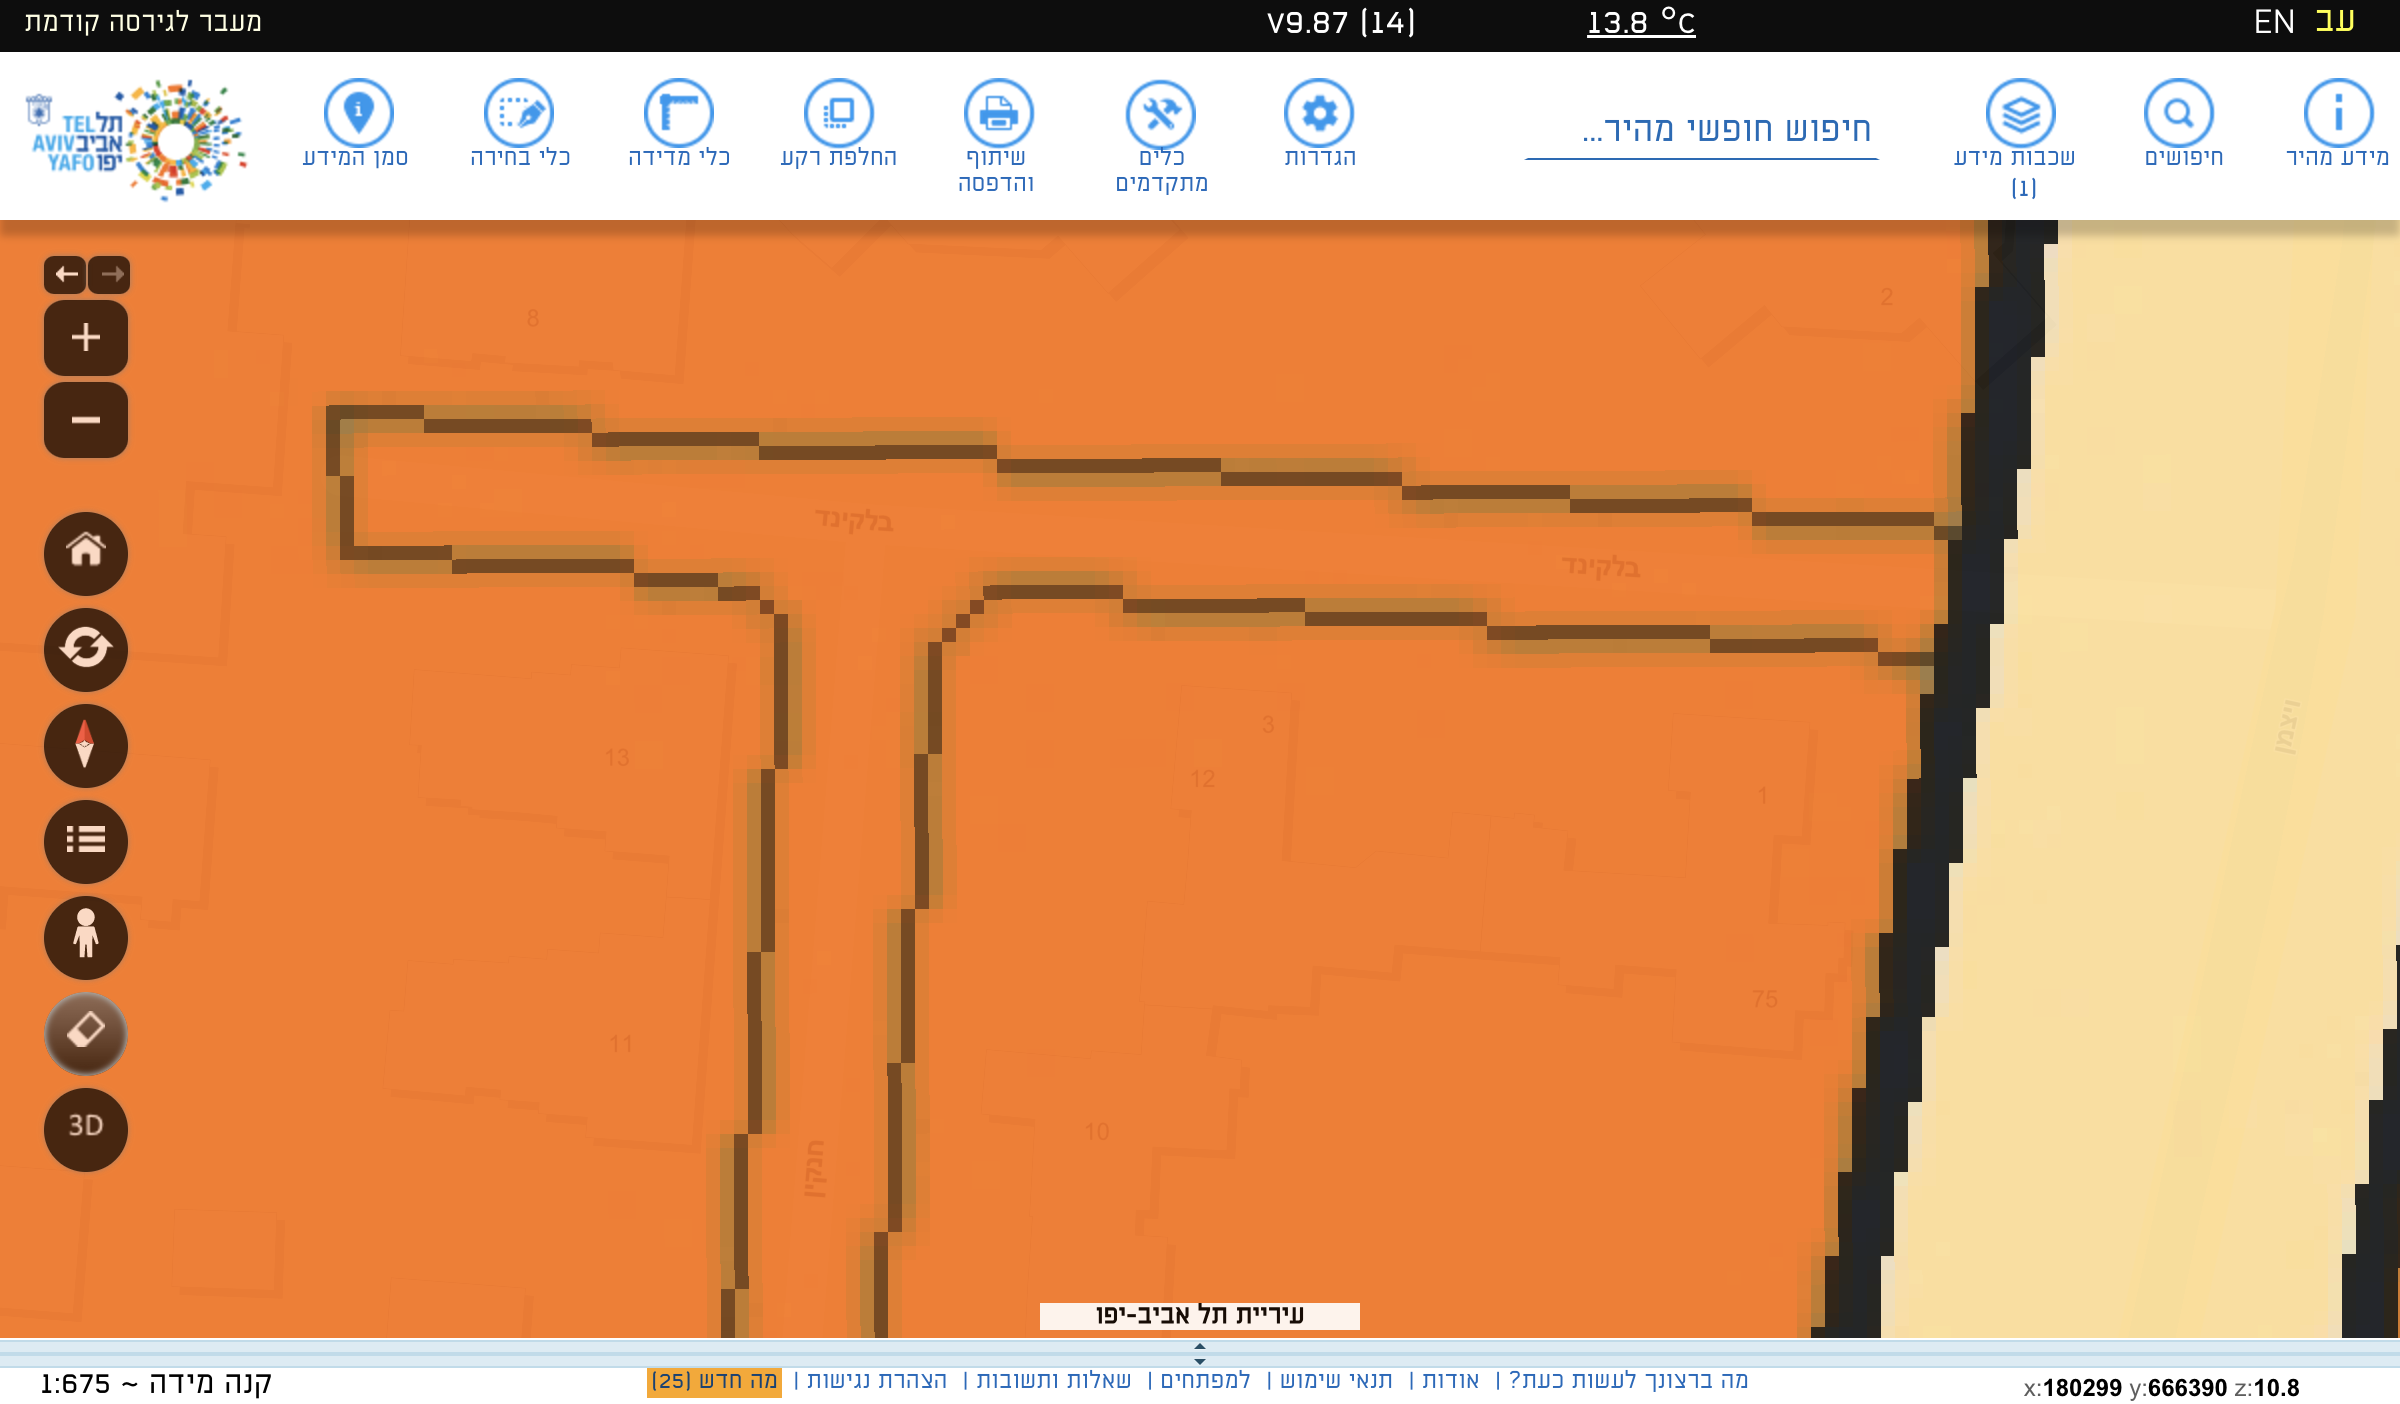 עב EN
13.8 °C
V9.87 (14)
מעבר לגירסה קודמת
מידע מהיר
חיפושים
שכבות מידע
(1)
חיפוש חופשי מהיר...
הגדרות
כלים
מתקדמים
שיתוף
והדפסה
החלפת רקע
כלי מדידה
כלי בחירה
סמן המידע
תל TEL
אביב AVIV
יפו YAFO
2
8
בלקינד
בלקינד
ויצמן
3
13
12
1
75
11
10
חנקין
3D
עיריית תל אביב-יפו
מה ברצונך לעשות כעת? | אודות | תנאי שימוש | למפתחים | שאלות ותשובות | הצהרת נגישות | מה חדש (25)
קנה מידה ~ 1:675
x:180299 y:666390 z:10.8